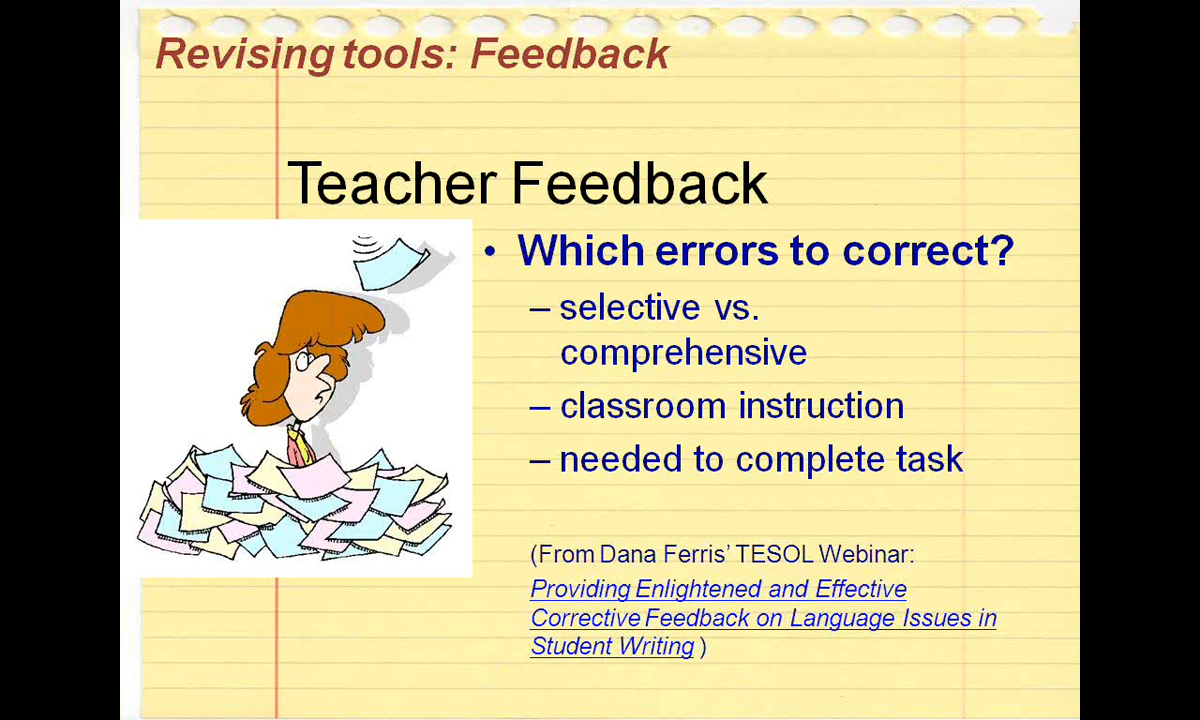 Revising tools: Feedback
Teacher Feedback
• Which errors to correct?
– selective vs.
comprehensive
– classroom instruction
– needed to complete task
(From Dana Ferris’ TESOL Webinar:
Providing Enlightened and Effective
Corrective Feedback on Language Issues in
Student Writing )